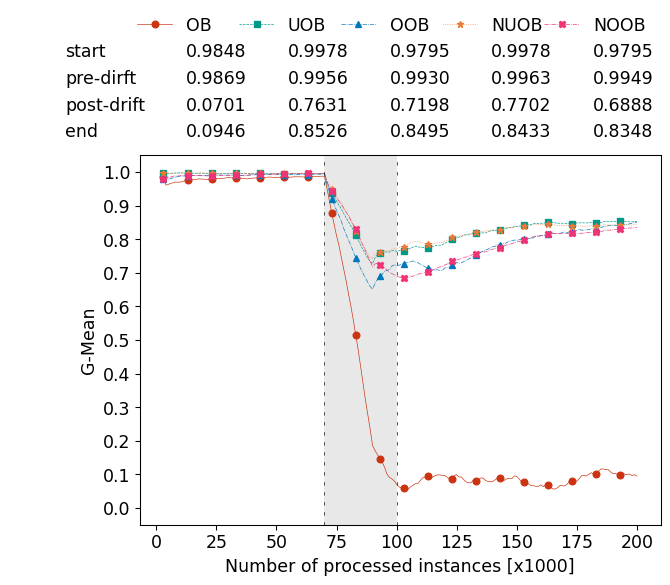 OB UOB OOB NUOB NOOB
start 0.9848 0.9978 0.9795 0.9978 0.9795
pre-dirft 0.9869 0.9956 0.9930 0.9963 0.9949
post-drift 0.0701 0.7631 0.7198 0.7702 0.6888
end 0.0946 0.8526 0.8495 0.8433 0.8348
1.0
0.9
0.8
0.7
0.6
0.5
0.4
0.3
0.2
0.1
0.0
G-Mean
0 25 50 75 100 125 150 175 200
Number of processed instances [x1000]